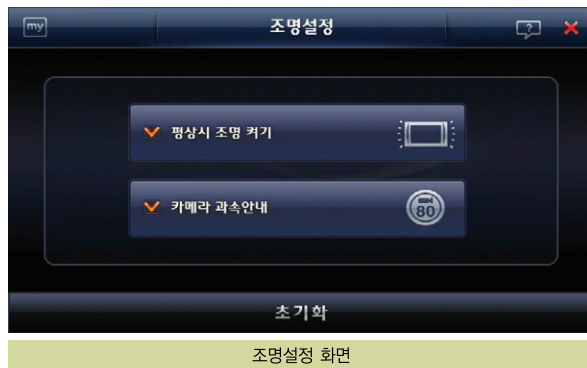 my 조명설정 ?
평상시 조명 켜기
카메라 과속안내 80
초기화
조명설정 화면